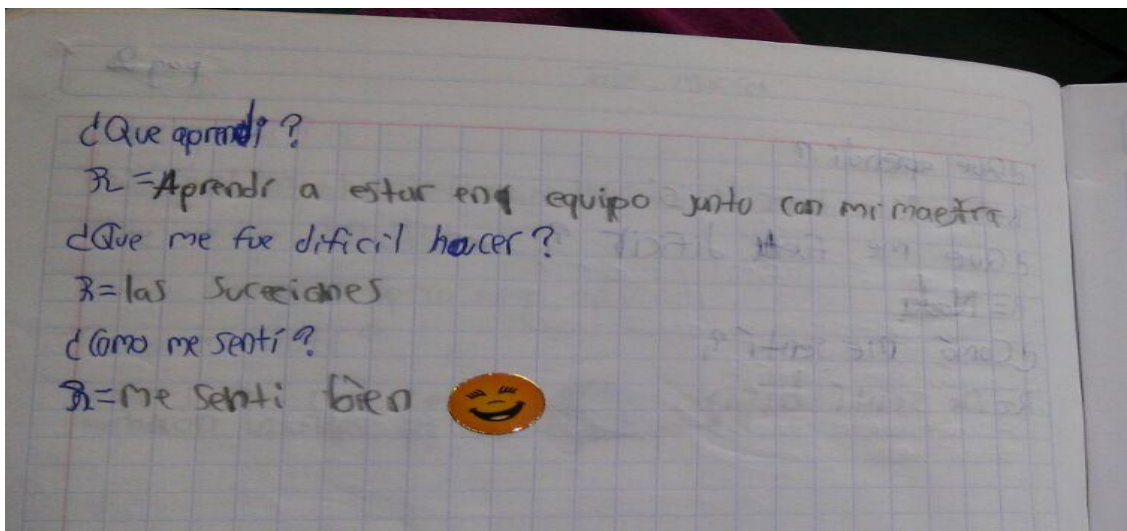 ¿Que aprendi?
R=Aprendi a estar en equipo junto con mi maestra
¿Que me fue dificil hacer?
R=las Suceciones
¿Como me sentí?
R=me senti bien